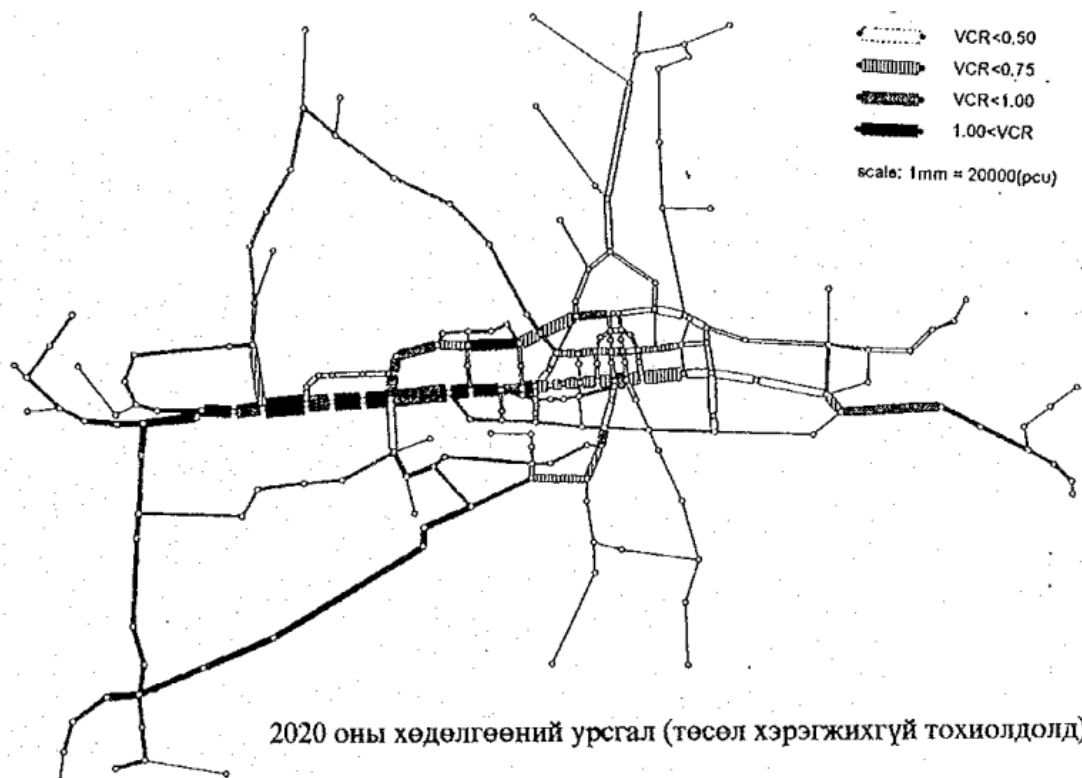 VCR<0.50
VCR<0.75
VCR<1.00
1.00<VCR
scale: 1mm = 20000(pcu)
2020 оны хөдөлгөөний урсгал (төсөл хэрэгжихгүй тохиолдолд)